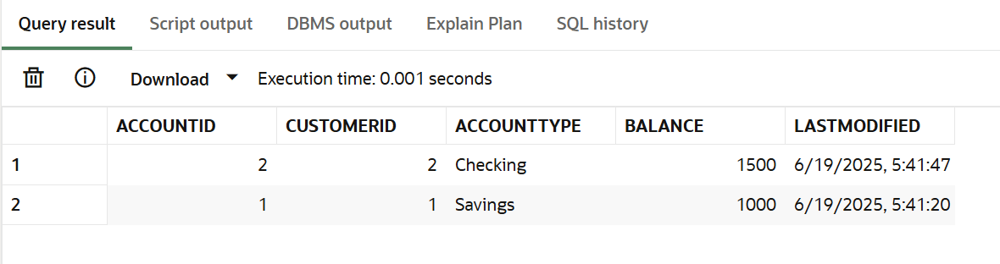 Query result Script output DBMS output Explain Plan SQL history
Download Execution time: 0.001 seconds
ACCOUNTID CUSTOMERID ACCOUNTTYPE BALANCE LASTMODIFIED
1 2 2 Checking 1500 6/19/2025, 5:41:47
2 1 1 Savings 1000 6/19/2025, 5:41:20